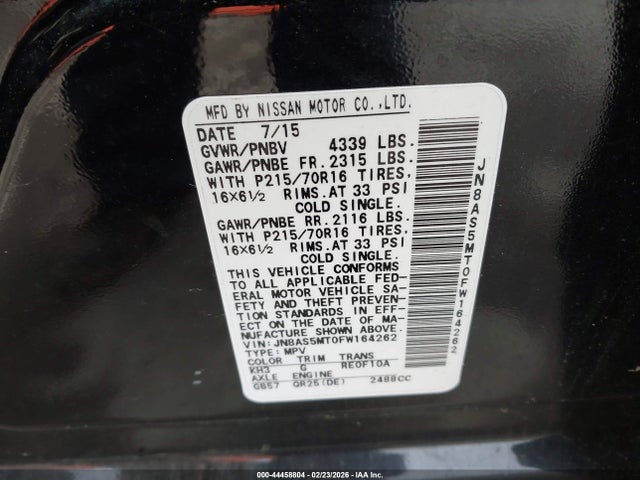 MFD BY NISSAN MOTOR CO.,LTD.
DATE 7/15
GVWR/PNBV 4339 LBS.
GAWR/PNBE FR. 2315 LBS.
WITH P215/70R16 TIRES,
16X6½ RIMS. AT 33 PSI
COLD SINGLE.
GAWR/PNBE RR. 2116 LBS.
WITH P215/70R16 TIRES,
16X6½ RIMS. AT 33 PSI
COLD SINGLE.
THIS VEHICLE CONFORMS
TO ALL APPLICABLE FED-
ERAL MOTOR VEHICLE SA-
FETY AND THEFT PREVEN-
TION STANDARDS IN EFF-
ECT ON THE DATE OF MA-
NUFACTURE SHOWN ABOVE.
VIN: JN8AS5MT0FW164262
TYPE: MPV
COLOR TRIM TRANS
KH3 G RE0F10A
AXLE ENGINE
GB57 QR25(DE) 2488CC
JN8AS5MT0FW164262
000-44458804 - 02/23/2026 - IAA Inc.